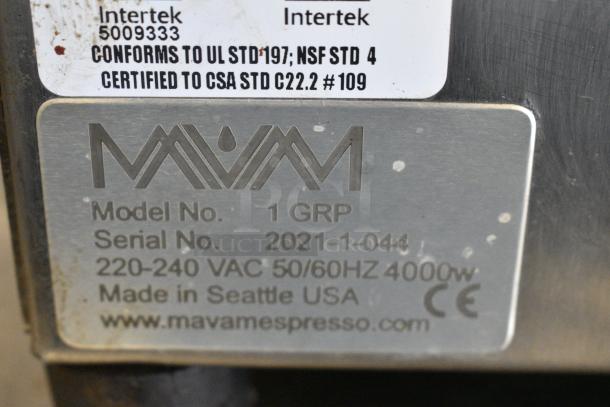 Intertek Intertek
5009333
CONFORMS TO UL STD 197; NSF STD 4
CERTIFIED TO CSA STD C22.2 # 109
MAVAM
Model No. 1 GRP
Serial No. 2021-1-044
220-240 VAC 50/60HZ 4000w
Made in Seattle USA CE
www.mavamespresso.com